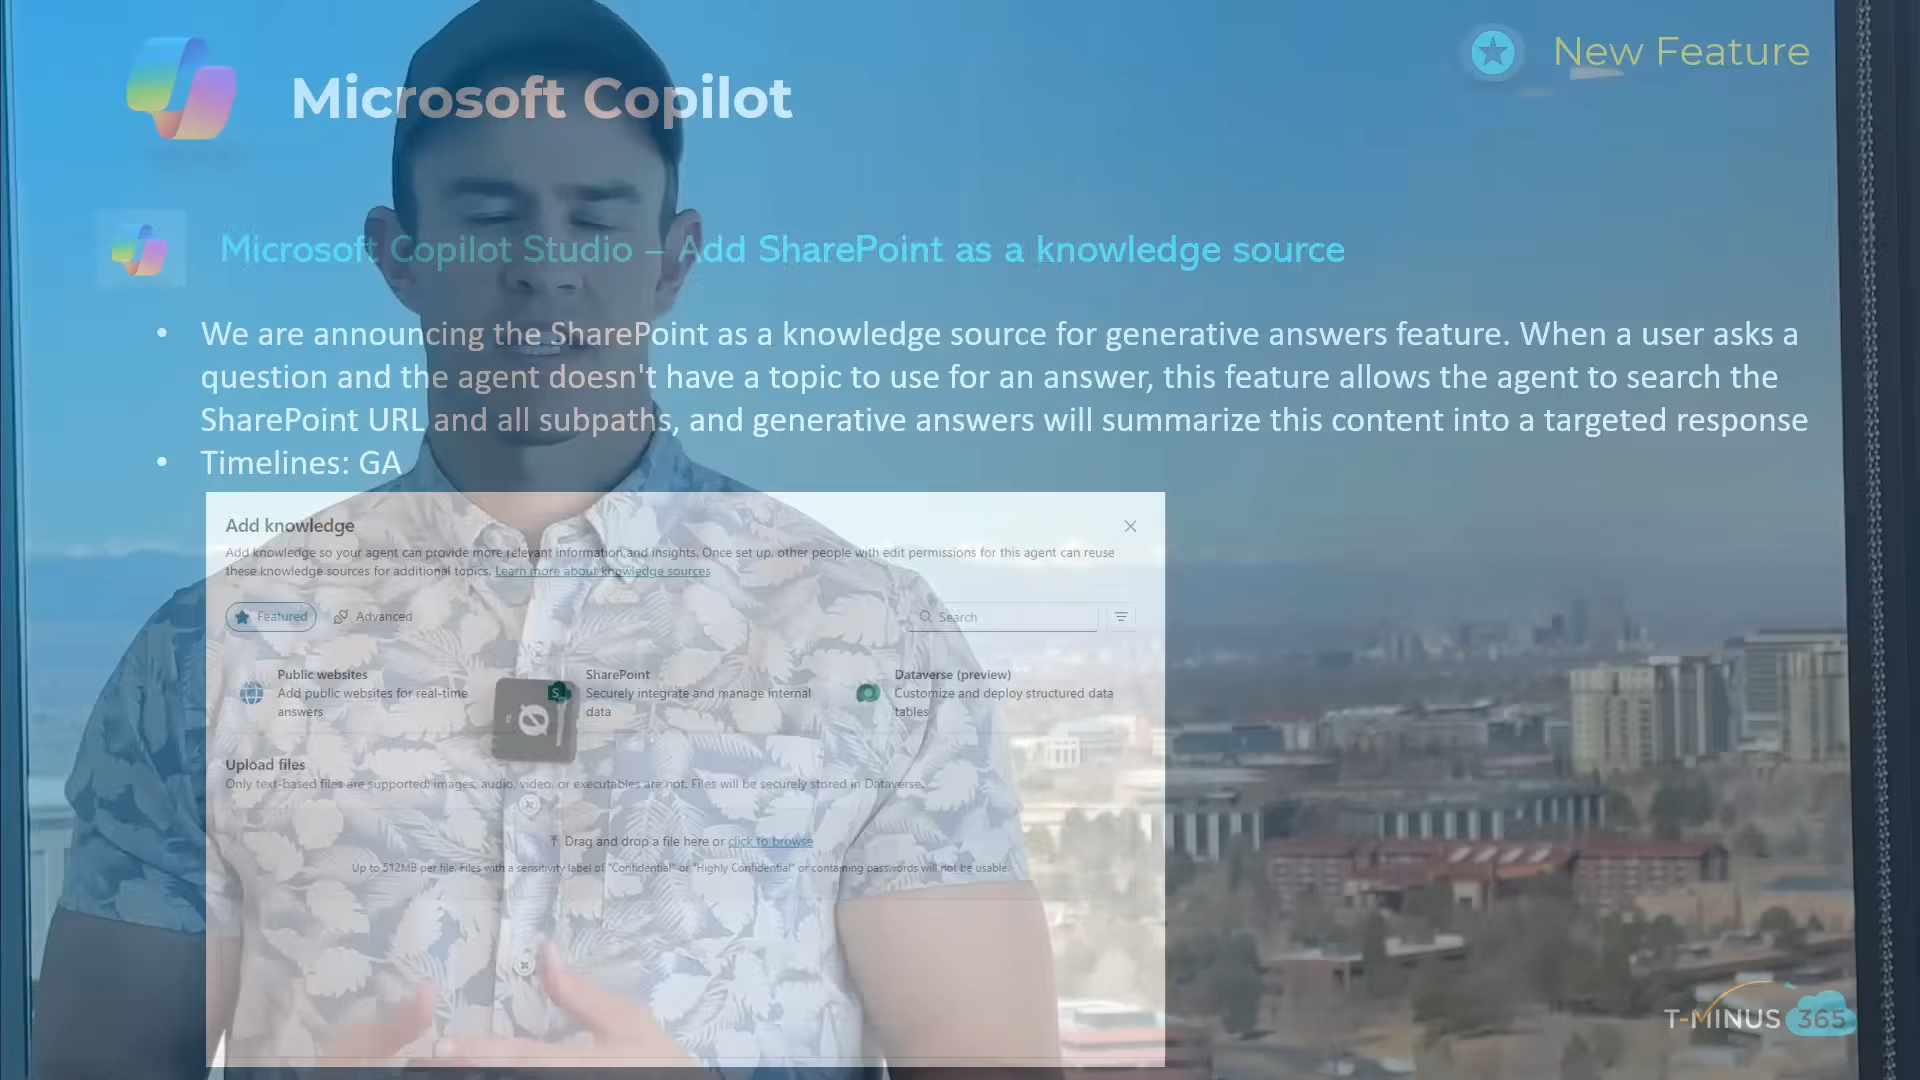 New Feature
Microsoft Copilot
Microsoft Copilot Studio – Add SharePoint as a knowledge source
• We are announcing the SharePoint as a knowledge source for generative answers feature. When a user asks a
question and the agent doesn't have a topic to use for an answer, this feature allows the agent to search the
SharePoint URL and all subpaths, and generative answers will summarize this content into a targeted response
• Timelines: GA
Add knowledge
Add knowledge so your agent can provide more relevant information and insights. Once set up, other people with edit permissions for this agent can reuse
these knowledge sources for additional topics. Learn more about knowledge sources
Featured
Advanced
Search
Public websites
Add public websites for real-time
answers
SharePoint
Securely integrate and manage internal
data
Dataverse (preview)
Customize and deploy structured data
tables
Upload files
Only text-based files are supported; images, audio, video, or executables are not. Files will be securely stored in Dataverse.
Drag and drop a file here or click to browse
Up to 512MB per file. Files with a sensitivity label of "Confidential" or "Highly Confidential" or containing passwords will not be usable.
T-MINUS 365